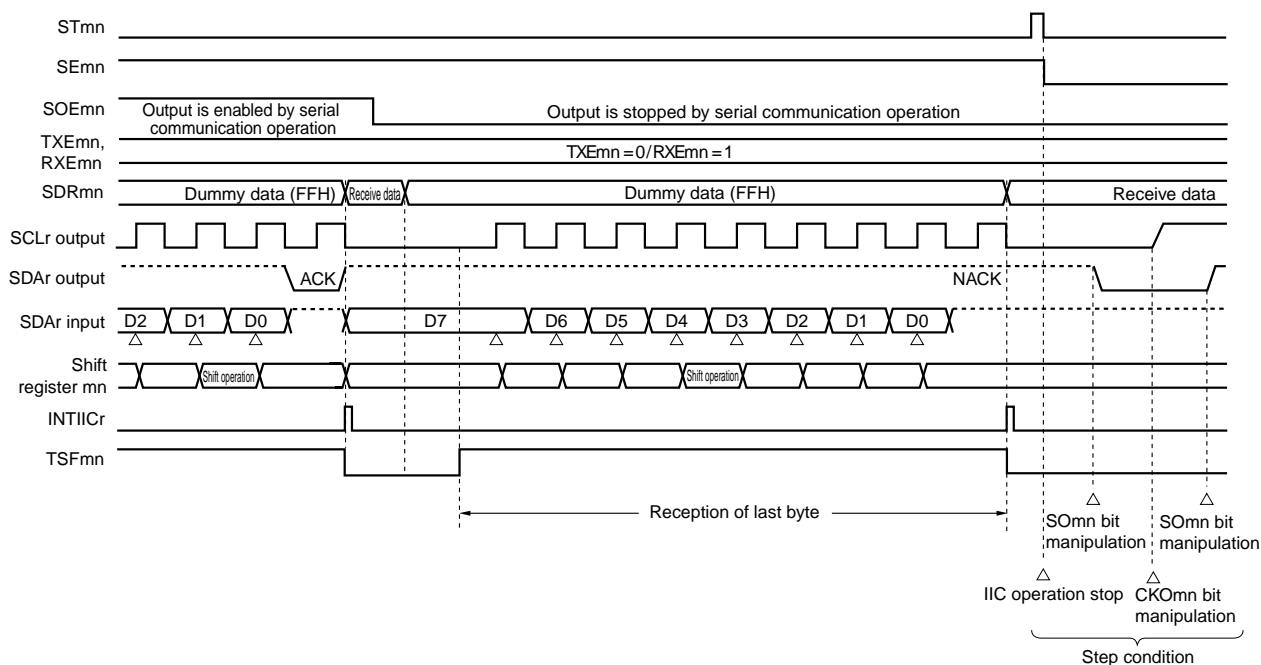 STmn
SEmn
SOEmn
Output is enabled by serial
communication operation
Output is stopped by serial communication operation
TXEmn,
RXEmn
TXEmn=0/RXEmn=1
SDRmn
Dummy data (FFH)
Receive data
Dummy data (FFH)
Receive data
SCLr output
SDAr output
ACK
NACK
SDAr input
D2
D1
D0
D7
D6
D5
D4
D3
D2
D1
D0
Shift
register mn
Shift operation
Shift operation
INTIICr
TSFmn
Reception of last byte
SOmn bit
manipulation
SOmn bit
manipulation
IIC operation stop
CKOmn bit
manipulation
Step condition